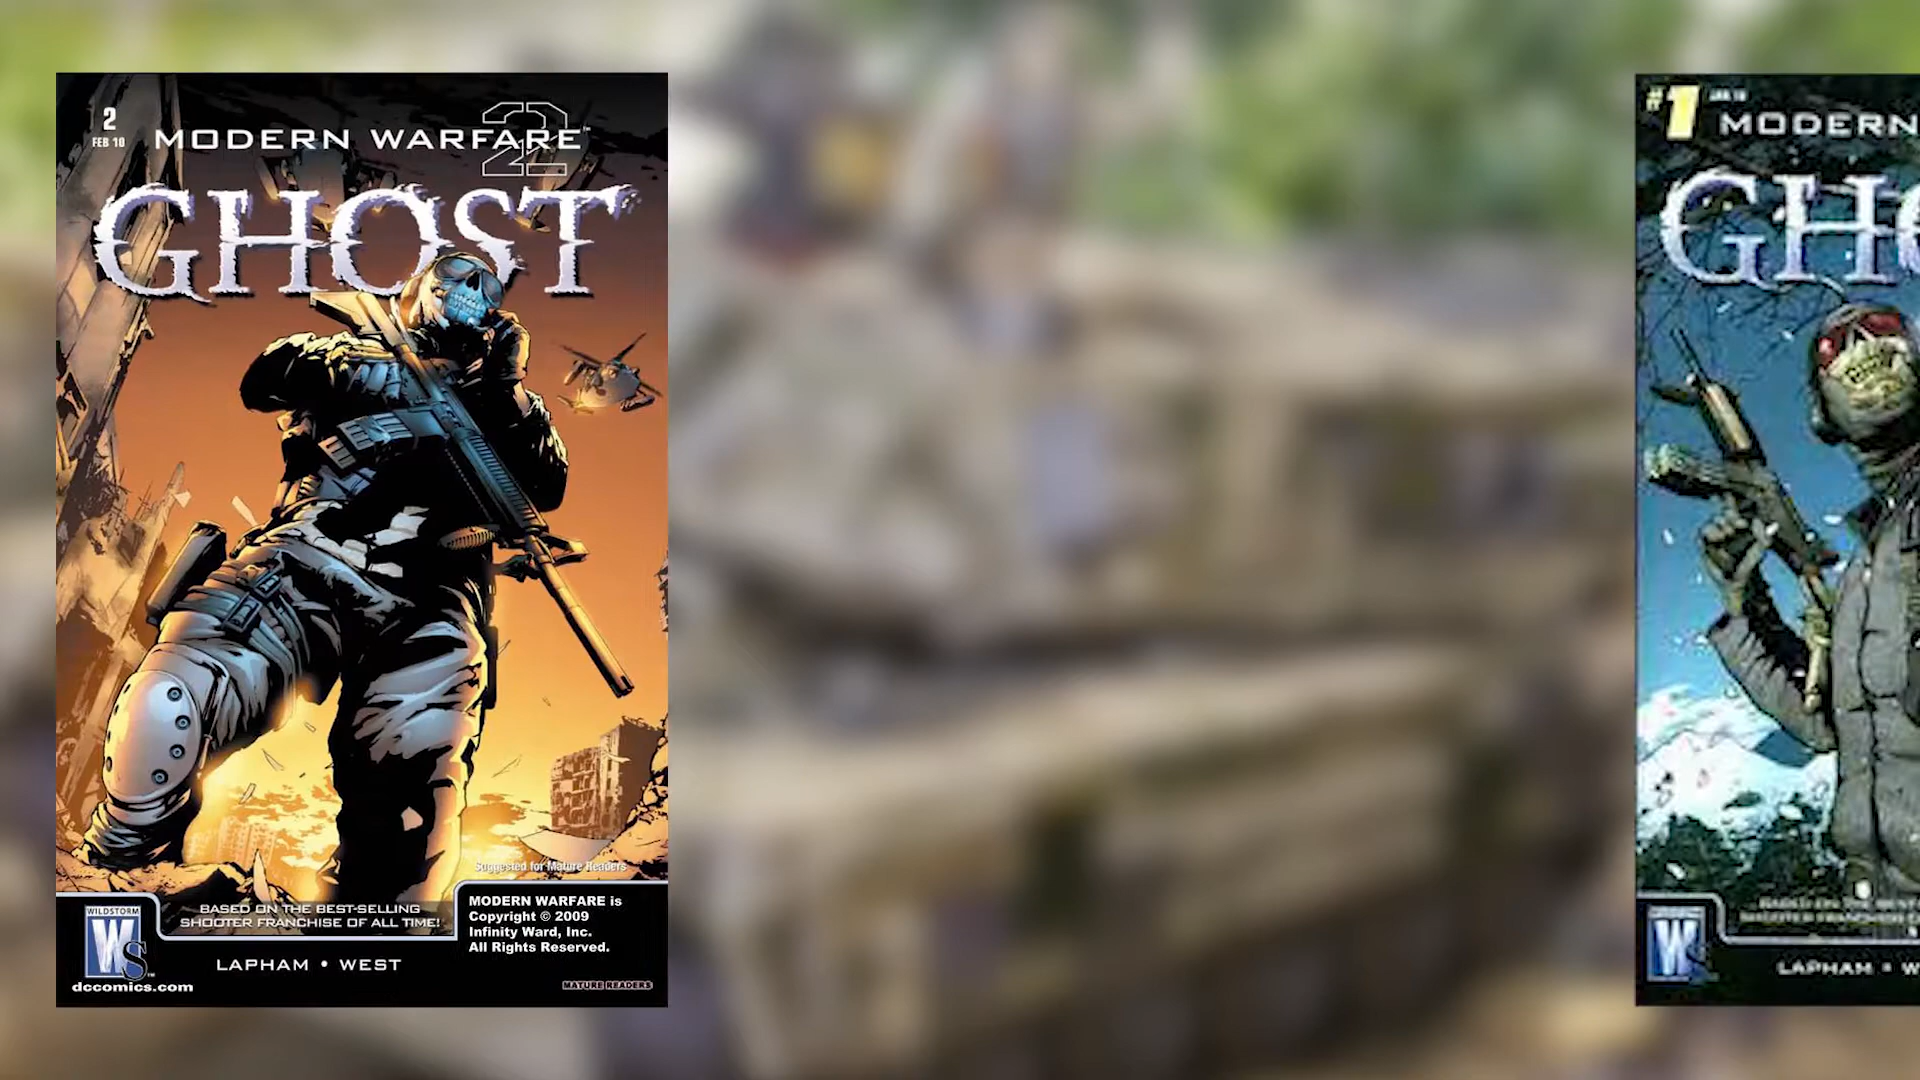 2
FEB 10
MODERN WARFARE
2
GHOST
Suggested for Mature Readers
WILDSTORM
WS
BASED ON THE BEST-SELLING
SHOOTER FRANCHISE OF ALL TIME!
MODERN WARFARE is
Copyright © 2009
Infinity Ward, Inc.
All Rights Reserved.
LAPHAM • WEST
dccomics.com
MATURE READERS
#1
MODERN
GHO
LAPHAM • W